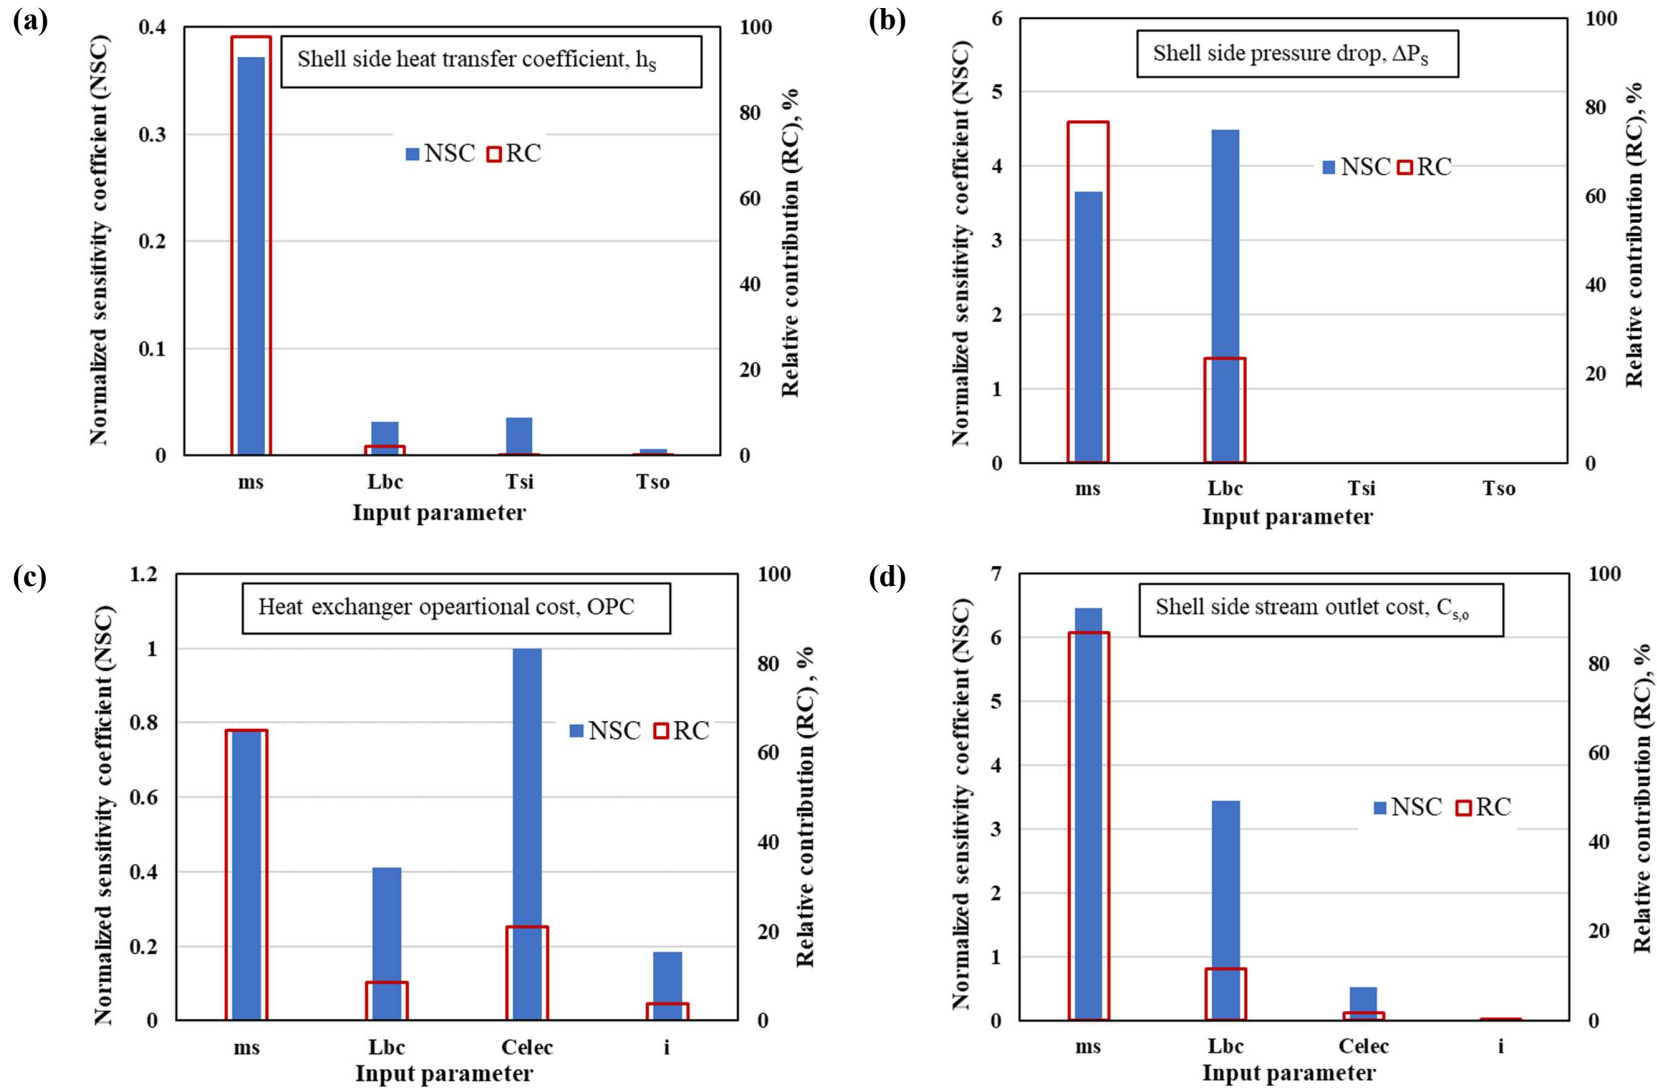 (a)
Shell side heat transfer coefficient, hS
NSC RC
Normalized sensitivity coefficient (NSC)
0.4
0.3
0.2
0.1
0
Relative contribution (RC), %
100
80
60
40
20
0
ms Lbc Tsi Tso
Input parameter
(b)
Shell side pressure drop, ΔPS
NSC RC
Normalized sensitivity coefficient (NSC)
6
5
4
3
2
1
0
Relative contribution (RC), %
100
80
60
40
20
0
ms Lbc Tsi Tso
Input parameter
(c)
Heat exchanger opeartional cost, OPC
NSC RC
Normalized sensitivity coefficient (NSC)
1.2
1
0.8
0.6
0.4
0.2
0
Relative contribution (RC), %
100
80
60
40
20
0
ms Lbc Celec i
Input parameter
(d)
Shell side stream outlet cost, Cs,o
NSC RC
Normalized sensitivity coefficient (NSC)
7
6
5
4
3
2
1
0
Relative contribution (RC), %
100
80
60
40
20
0
ms Lbc Celec i
Input parameter